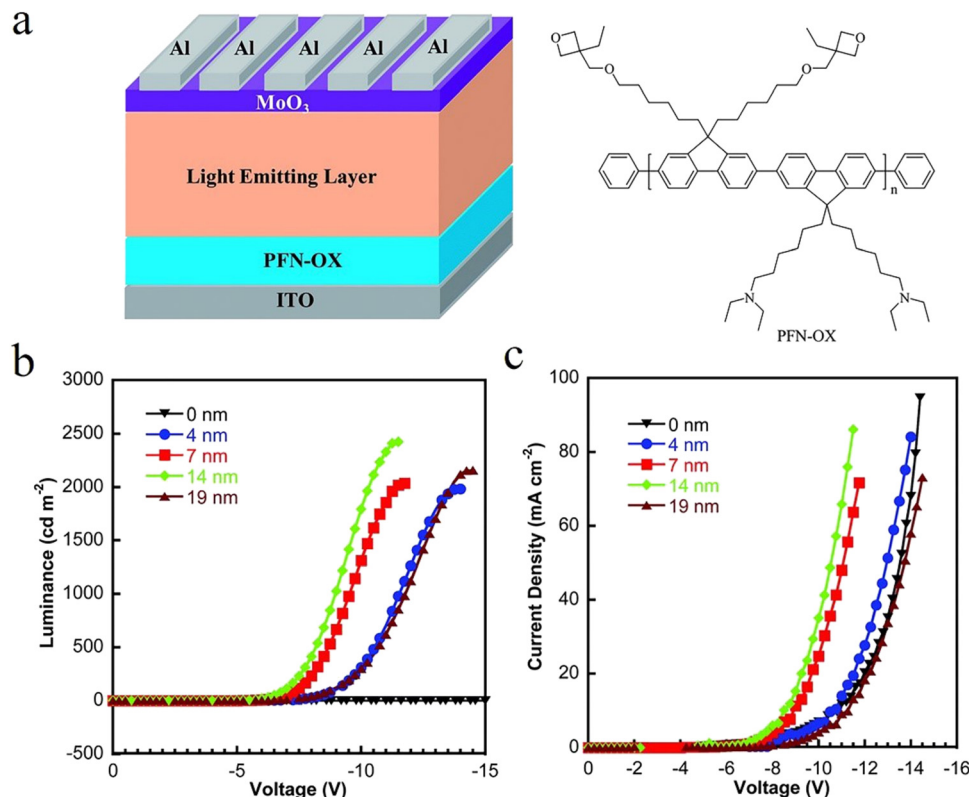 a
Al Al Al Al Al
MoO3
Light Emitting Layer
PFN-OX
ITO
O O
O O
n
N N
PFN-OX
b
3000
2500
2000
1500
1000
500
0
-500
Luminance (cd m-2)
0 nm
4 nm
7 nm
14 nm
19 nm
0 -5 -10 -15
Voltage (V)
c
100
80
60
40
20
0
Current Density (mA cm-2)
0 nm
4 nm
7 nm
14 nm
19 nm
0 -2 -4 -6 -8 -10 -12 -14 -16
Voltage (V)